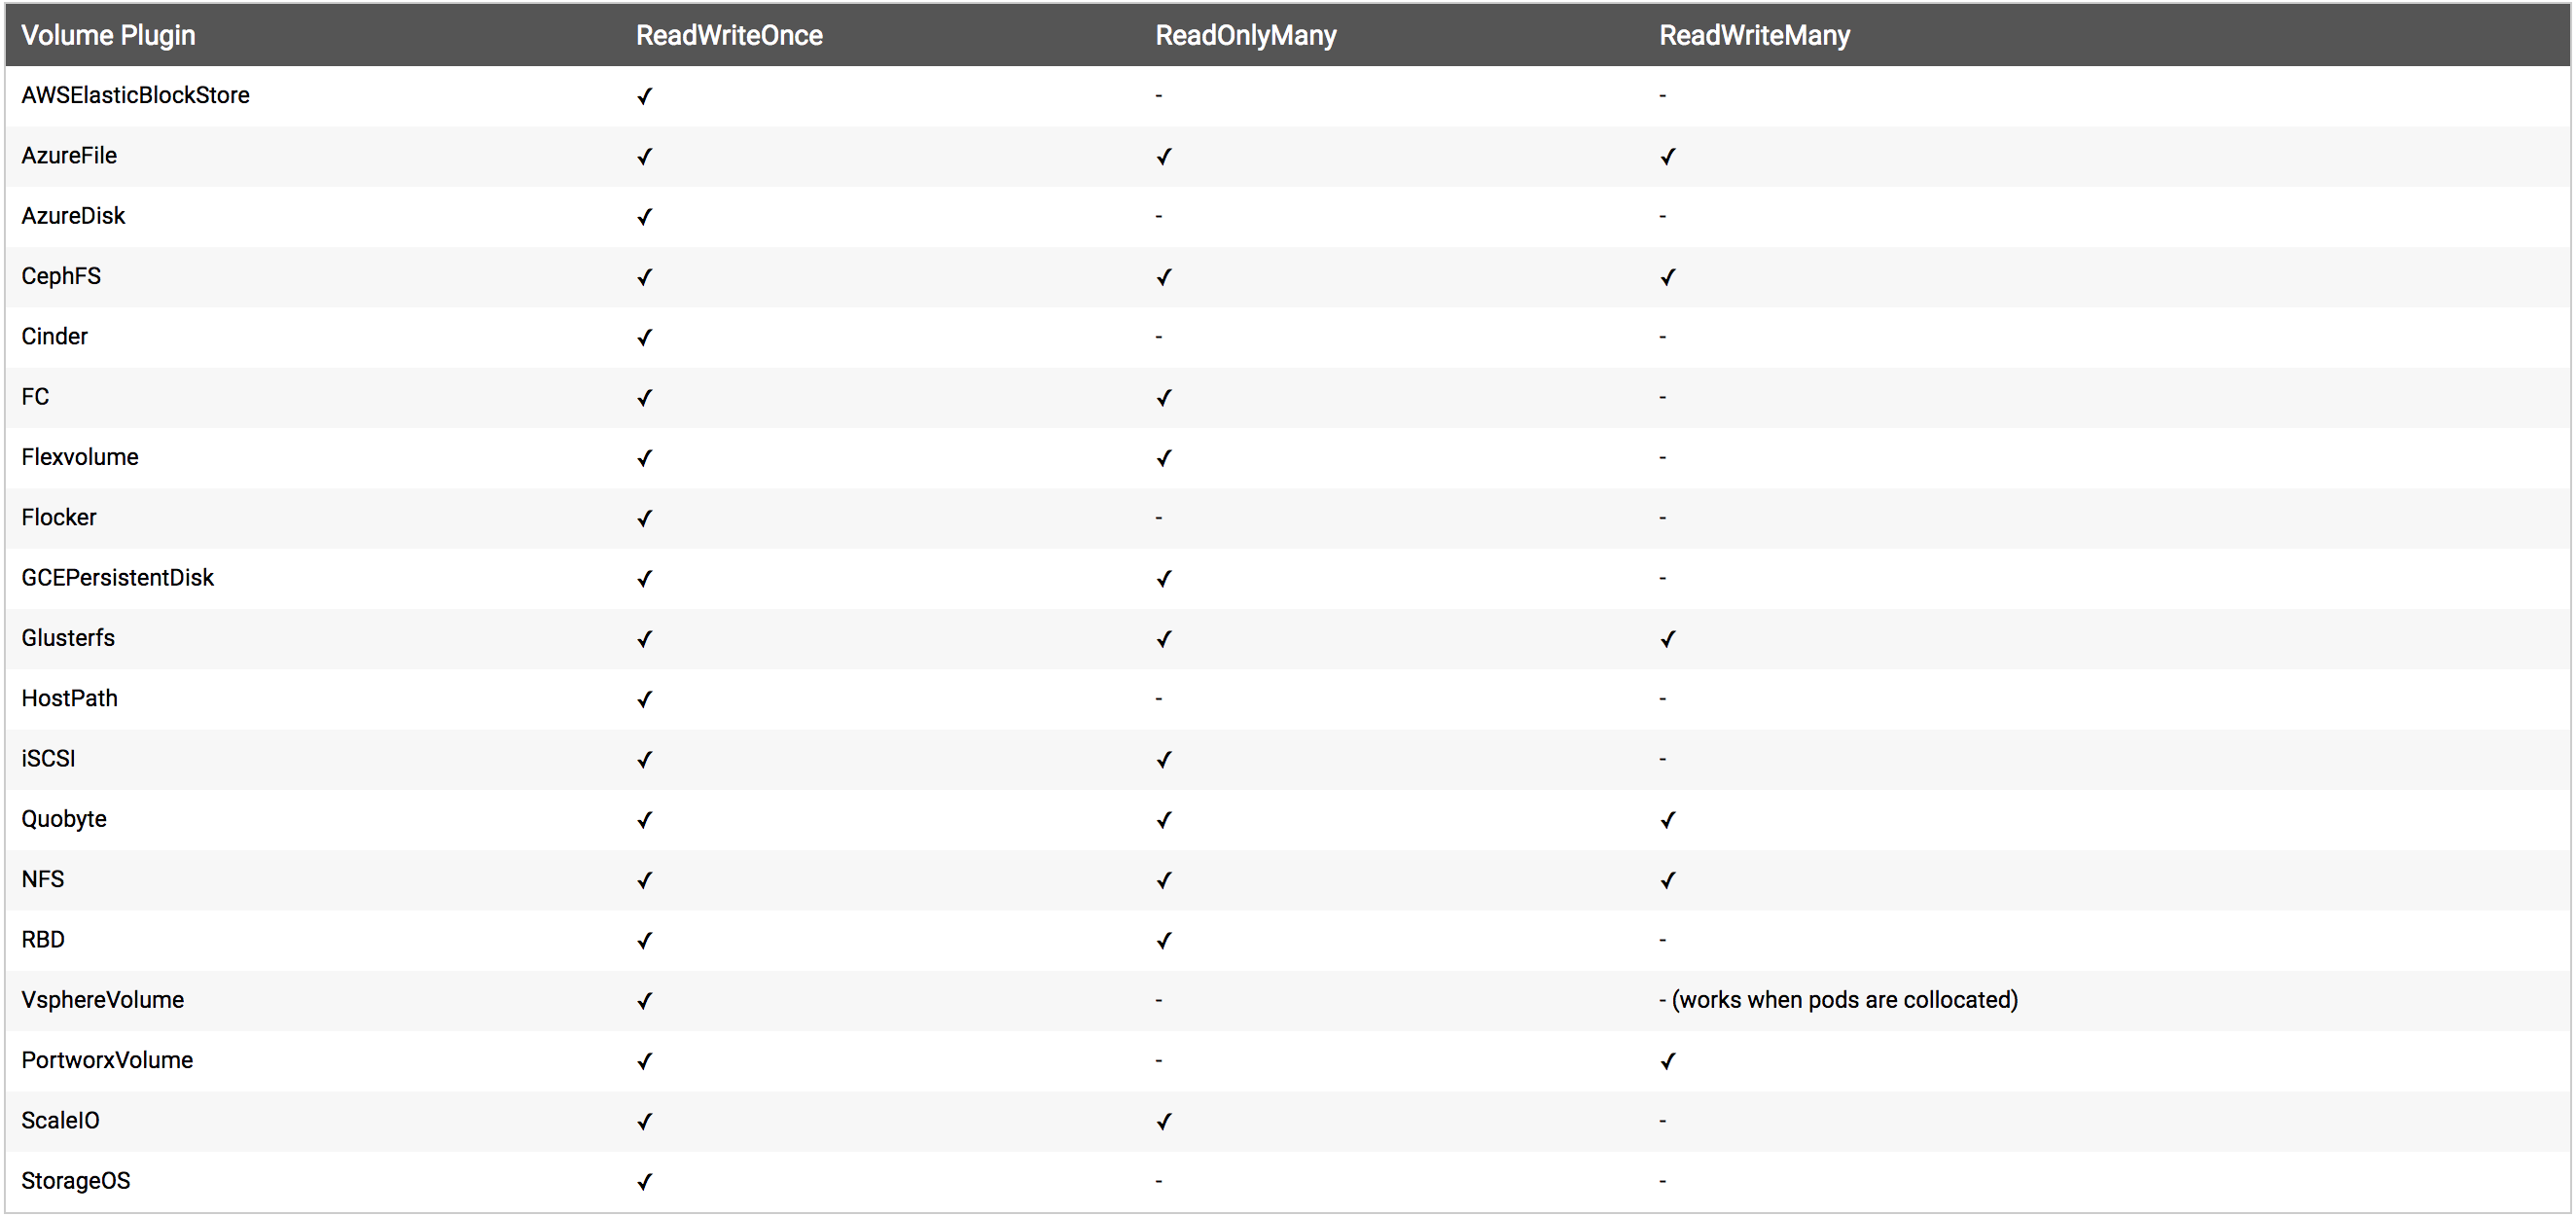 Volume Plugin ReadWriteOnce ReadOnlyMany ReadWriteMany
AWSElasticBlockStore ✓ - -
AzureFile ✓ ✓ ✓
AzureDisk ✓ - -
CephFS ✓ ✓ ✓
Cinder ✓ - -
FC ✓ ✓ -
Flexvolume ✓ ✓ -
Flocker ✓ - -
GCEPersistentDisk ✓ ✓ -
Glusterfs ✓ ✓ ✓
HostPath ✓ - -
iSCSI ✓ ✓ -
Quobyte ✓ ✓ ✓
NFS ✓ ✓ ✓
RBD ✓ ✓ -
VsphereVolume ✓ - - (works when pods are collocated)
PortworxVolume ✓ - ✓
ScaleIO ✓ ✓ -
StorageOS ✓ - -